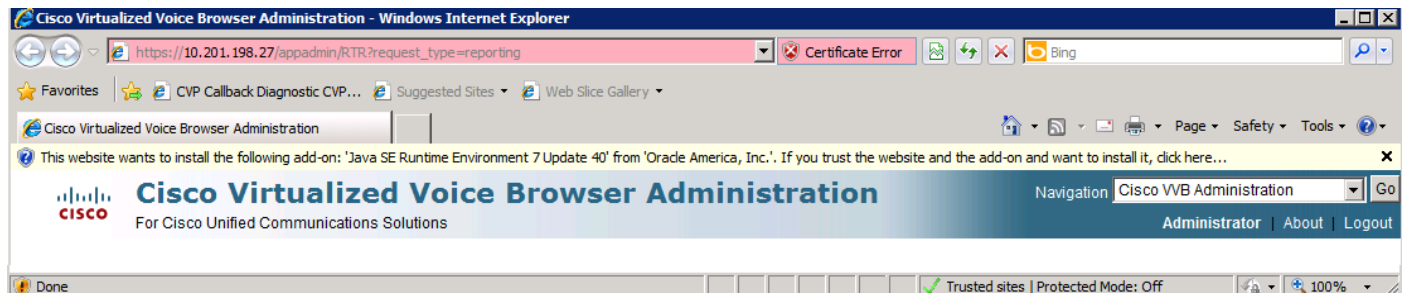 Cisco Virtualized Voice Browser Administration - Windows Internet Explorer
https://10.201.198.27/appadmin/RTR?request_type=reporting Certificate Error Bing
Favorites CVP Callback Diagnostic CVP... Suggested Sites Web Slice Gallery
Cisco Virtualized Voice Browser Administration Page Safety Tools
This website wants to install the following add-on: 'Java SE Runtime Environment 7 Update 40' from 'Oracle America, Inc.'. If you trust the website and the add-on and want to install it, click here...
CISCO Cisco Virtualized Voice Browser Administration Navigation Cisco VVB Administration Go
For Cisco Unified Communications Solutions Administrator | About | Logout
Done Trusted sites | Protected Mode: Off 100%